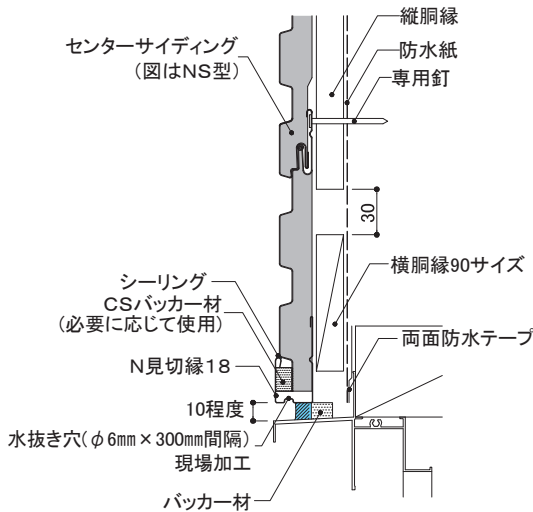 縦胴縁
防水紙
専用釘
センターサイディング
(図はNS型)
30
横胴縁90サイズ
両面防水テープ
シーリング
CSバッカー材
(必要に応じて使用)
N見切縁18
10程度
水抜き穴(φ6mm×300mm間隔)
現場加工
バッカー材